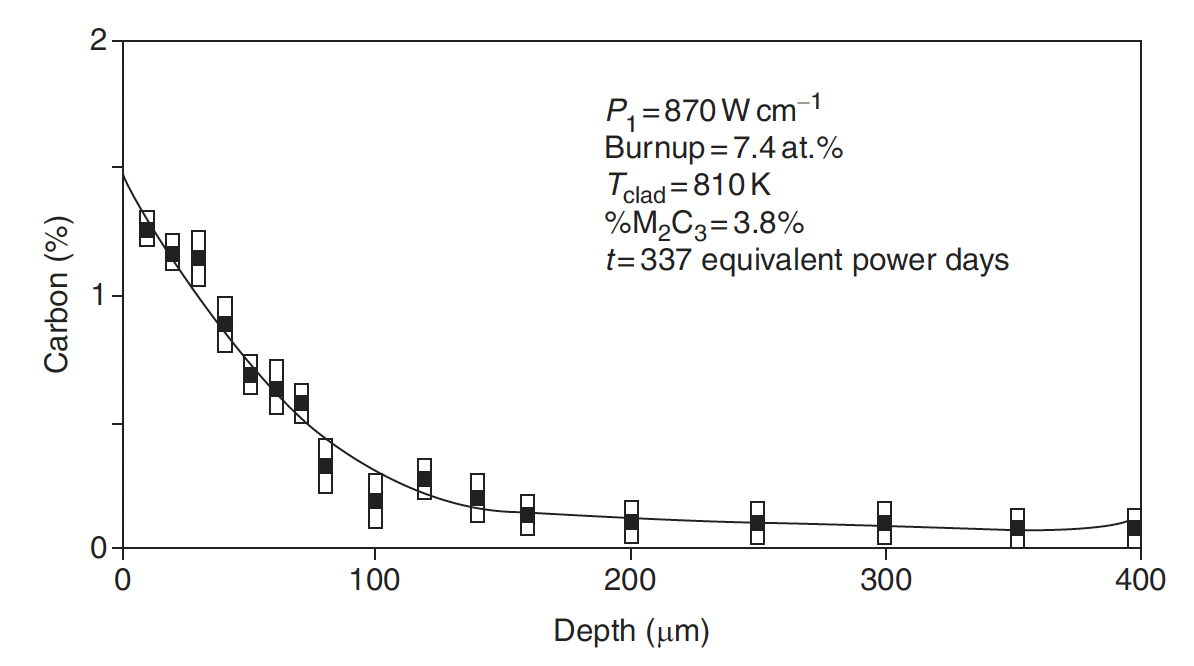 2
P₁ = 870 W cm⁻¹
Burnup = 7.4 at.%
T_clad = 810 K
%M₂C₃ = 3.8%
t = 337 equivalent power days
Carbon (%)
1
0
0 100 200 300 400
Depth (μm)